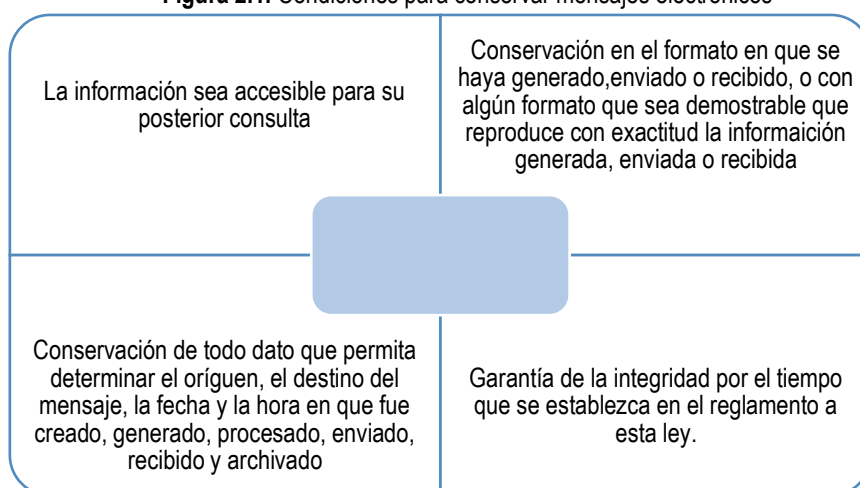 Figura 2.4. Condiciones para conservar mensajes electrónicos
La información sea accesible para su
posterior consulta
Conservación en el formato en que se
haya generado,enviado o recibido, o con
algún formato que sea demostrable que
reproduce con exactitud la informaición
generada, enviada o recibida
Conservación de todo dato que permita
determinar el oríguen, el destino del
mensaje, la fecha y la hora en que fue
creado, generado, procesado, enviado,
recibido y archivado
Garantía de la integridad por el tiempo
que se establezca en el reglamento a
esta ley.